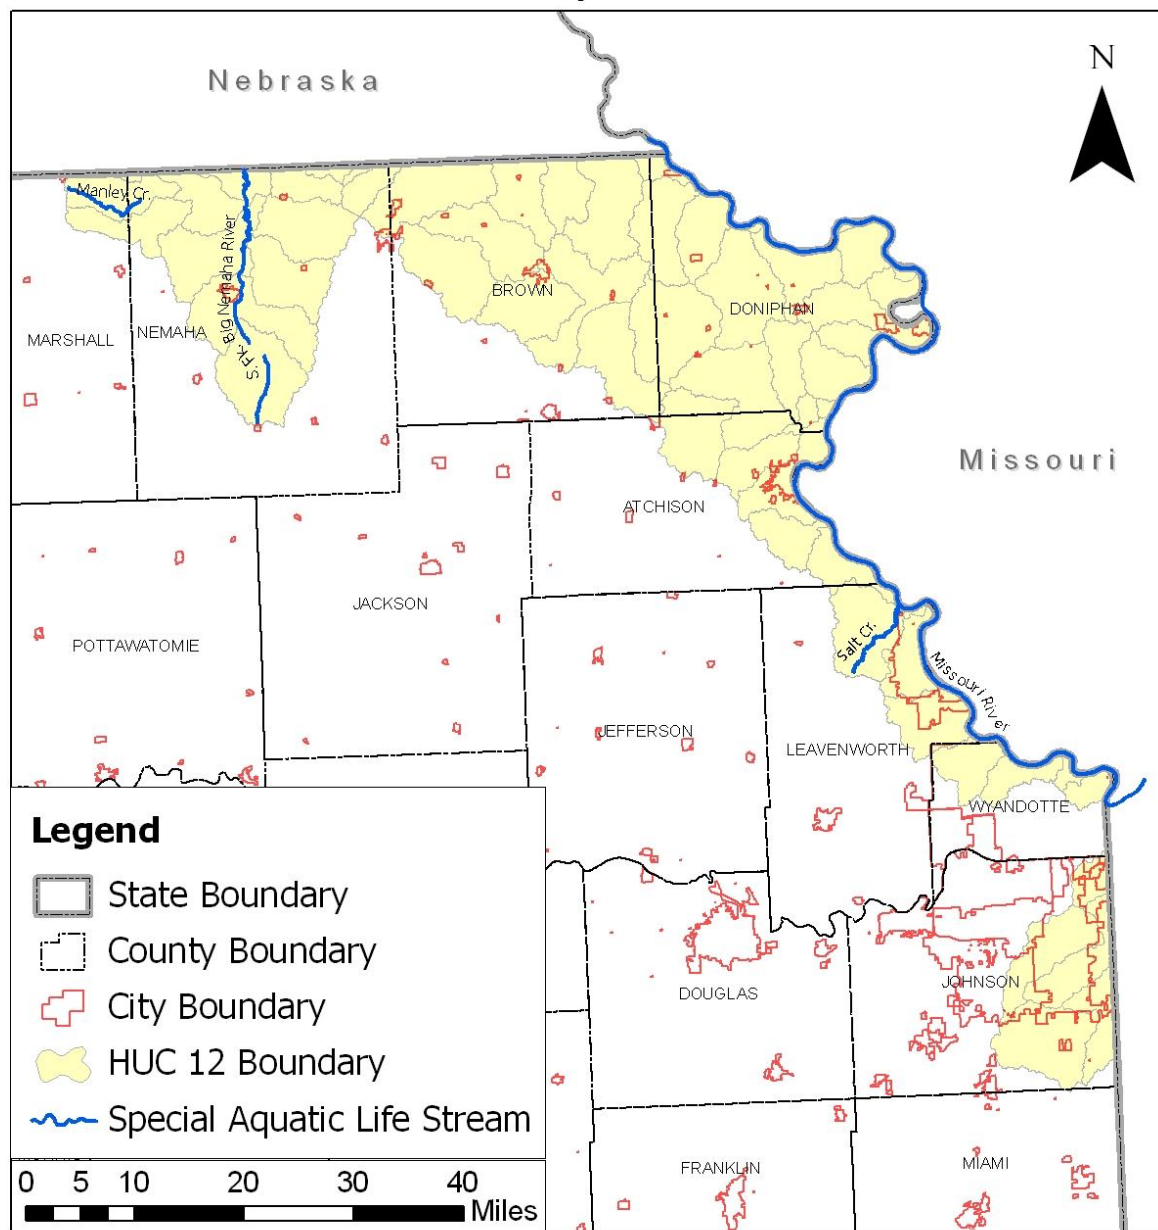 N
Nebraska
Manley Cr.
Big Nemaha River
S. Fk.
BROWN
DONIPHAN
MARSHALL
NEMAHA
Missouri
ATCHISON
JACKSON
Salt Cr.
POTTAWATOMIE
Missouri River
JEFFERSON
LEAVENWORTH
WYANDOTTE
Legend
State Boundary
County Boundary
City Boundary
HUC 12 Boundary
Special Aquatic Life Stream
DOUGLAS
JOHNSON
FRANKLIN
MIAMI
0 5 10 20 30 40
Miles